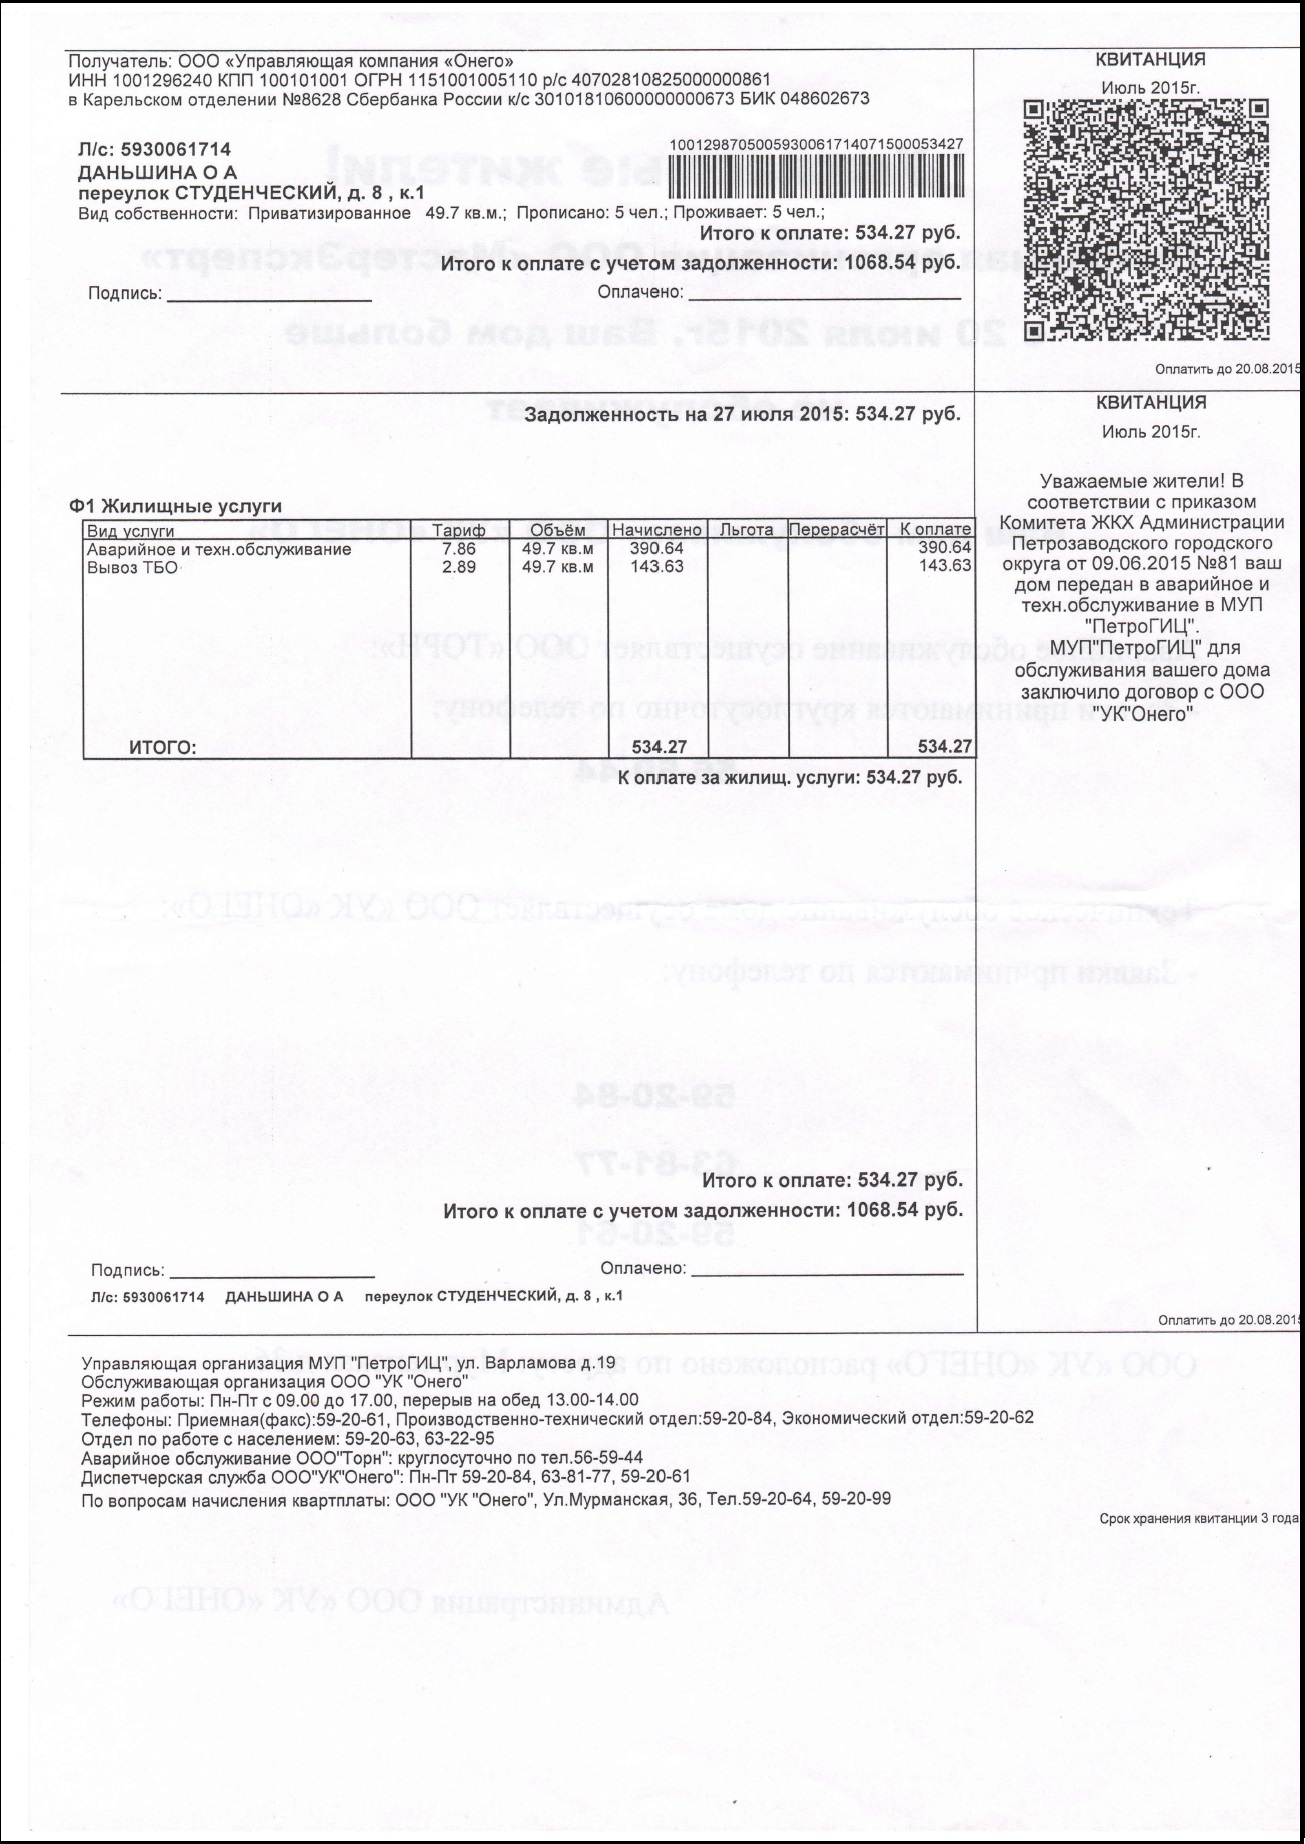 Получатель: ООО «Управляющая компания «Онего»
ИНН 1001296240 КПП 100101001 ОГРН 1151001005110 р/с 40702810825000000861
в Карельском отделении №8628 Сбербанка России к/с 30101810600000000673 БИК 048602673
КВИТАНЦИЯ
Июль 2015г.
Л/с: 5930061714
ДАНЬШИНА О А
переулок СТУДЕНЧЕСКИЙ, д. 8 , к.1
1001298705005930061714071500053427
Вид собственности: Приватизированное 49.7 кв.м.; Прописано: 5 чел.; Проживает: 5 чел.;
Итого к оплате: 534.27 руб.
Итого к оплате с учетом задолженности: 1068.54 руб.
Подпись: Оплачено:
Оплатить до 20.08.2015
Задолженность на 27 июля 2015: 534.27 руб.
КВИТАНЦИЯ
Июль 2015г.
Уважаемые жители! В
соответствии с приказом
Комитета ЖКХ Администрации
Петрозаводского городского
округа от 09.06.2015 №81 ваш
дом передан в аварийное и
техн.обслуживание в МУП
"ПетроГИЦ".
МУП"ПетроГИЦ" для
обслуживания вашего дома
заключило договор с ООО
"УК"Онего"
Ф1 Жилищные услуги
Вид услуги Тариф Объём Начислено Льгота Перерасчёт К оплате
Аварийное и техн.обслуживание 7.86 49.7 кв.м 390.64 390.64
Вывоз ТБО 2.89 49.7 кв.м 143.63 143.63
ИТОГО: 534.27 534.27
К оплате за жилищ. услуги: 534.27 руб.
Итого к оплате: 534.27 руб.
Итого к оплате с учетом задолженности: 1068.54 руб.
Подпись: Оплачено:
Л/с: 5930061714 ДАНЬШИНА О А переулок СТУДЕНЧЕСКИЙ, д. 8 , к.1
Оплатить до 20.08.2015
Управляющая организация МУП "ПетроГИЦ", ул. Варламова д.19
Обслуживающая организация ООО "УК "Онего"
Режим работы: Пн-Пт с 09.00 до 17.00, перерыв на обед 13.00-14.00
Телефоны: Приемная(факс):59-20-61, Производственно-технический отдел:59-20-84, Экономический отдел:59-20-62
Отдел по работе с населением: 59-20-63, 63-22-95
Аварийное обслуживание ООО"Торн": круглосуточно по тел.56-59-44
Диспетчерская служба ООО"УК"Онего": Пн-Пт 59-20-84, 63-81-77, 59-20-61
По вопросам начисления квартплаты: ООО "УК "Онего", Ул.Мурманская, 36, Тел.59-20-64, 59-20-99
Срок хранения квитанции 3 года